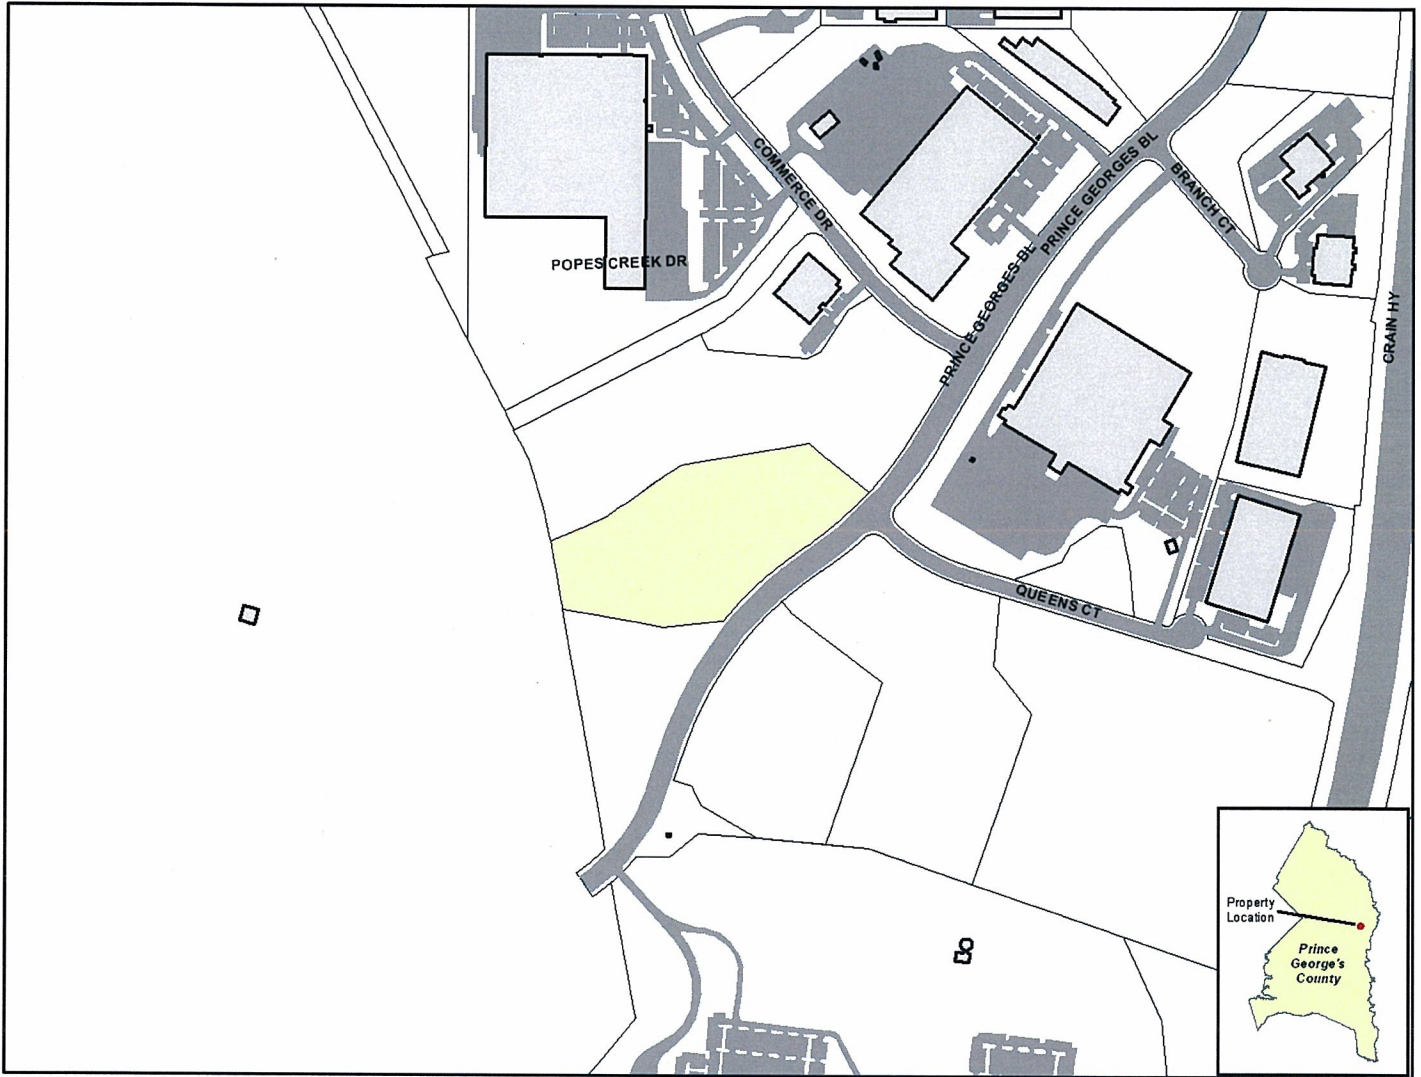 COMMERCE DR
PRINCE GEORGES BL
BRANCH CT
POPES CREEK DR
PRINCE GEORGES BL
CRAIN HY
QUEENS CT
Property
Location
Prince
George's
County